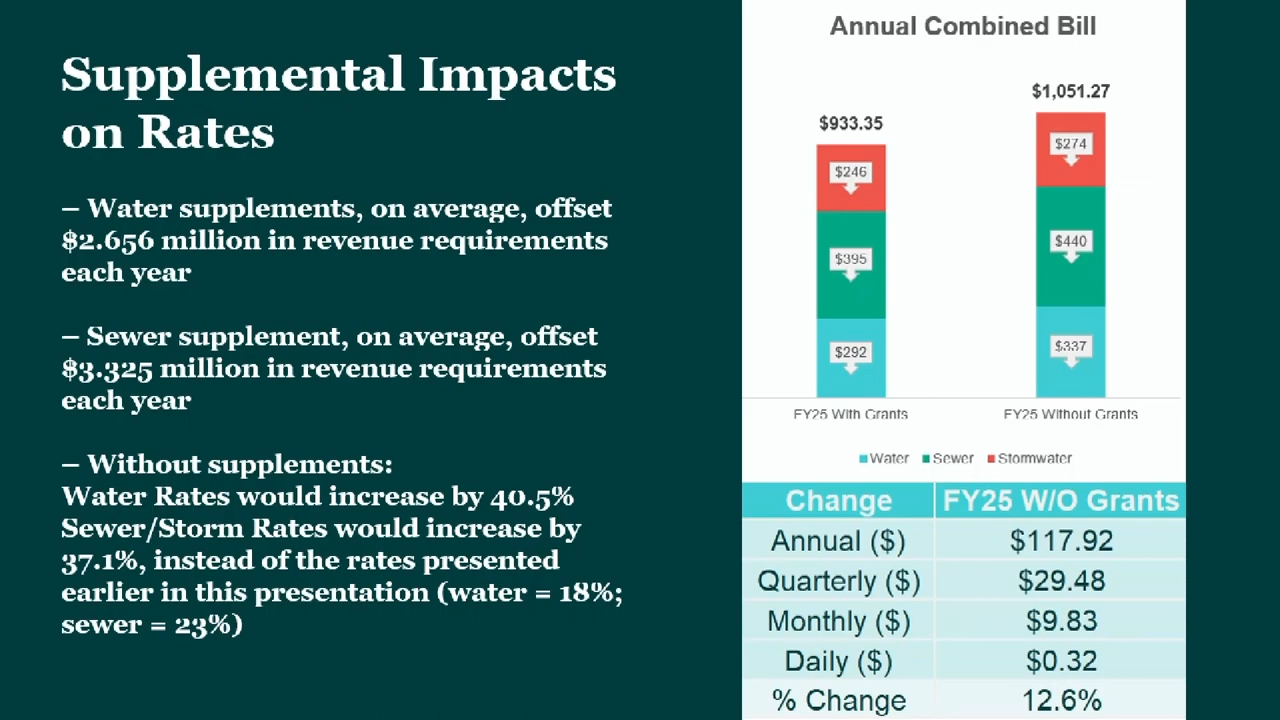 Supplemental Impacts
on Rates
– Water supplements, on average, offset
$2.656 million in revenue requirements
each year
– Sewer supplement, on average, offset
$3.325 million in revenue requirements
each year
– Without supplements:
Water Rates would increase by 40.5%
Sewer/Storm Rates would increase by
37.1%, instead of the rates presented
earlier in this presentation (water = 18%;
sewer = 23%)
Annual Combined Bill
$933.35
$1,051.27
$246
$274
$395
$440
$292
$337
FY25 With Grants
FY25 Without Grants
Water Sewer Stormwater
Change FY25 W/O Grants
Annual ($) $117.92
Quarterly ($) $29.48
Monthly ($) $9.83
Daily ($) $0.32
% Change 12.6%